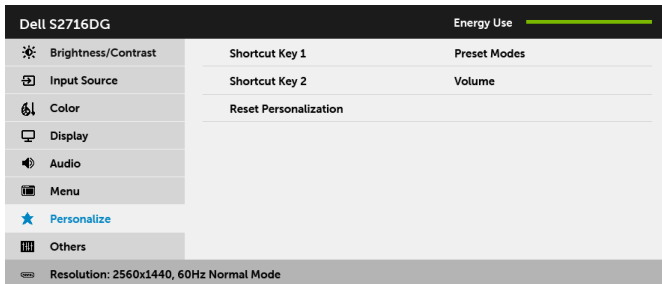 Dell S2716DG Energy Use
Brightness/Contrast Shortcut Key 1 Preset Modes
Input Source Shortcut Key 2 Volume
Color Reset Personalization
Display
Audio
Menu
Personalize
Others
Resolution: 2560x1440, 60Hz Normal Mode